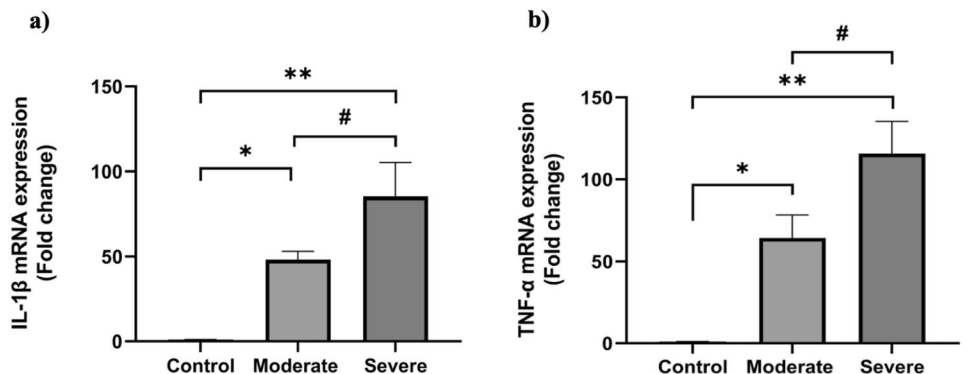 a)
IL-1β mRNA expression
(Fold change)
150
100
50
0
**
*
#
Control Moderate Severe
b)
TNF-α mRNA expression
(Fold change)
150
100
50
0
#
**
*
Control Moderate Severe